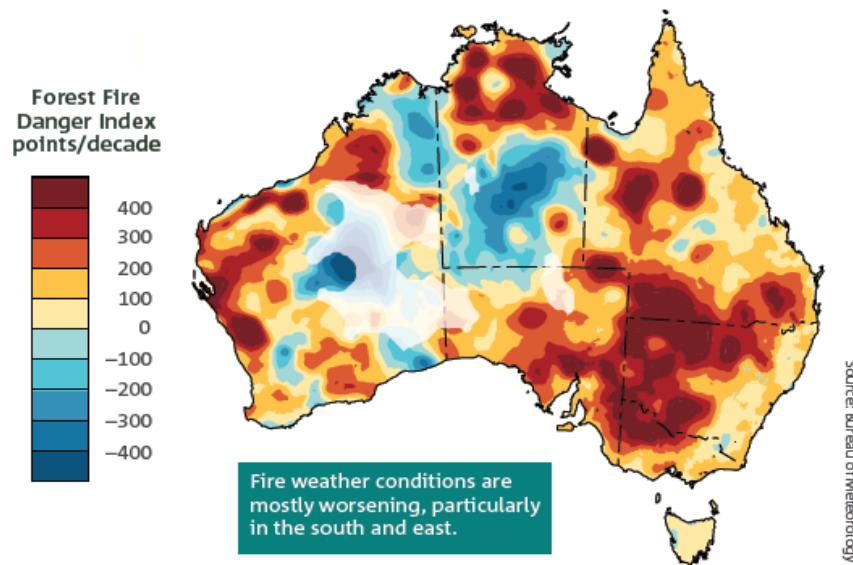 Forest Fire
Danger Index
points/decade
400
300
200
100
0
−100
−200
−300
−400
Fire weather conditions are
mostly worsening, particularly
in the south and east.
Source: Bureau of Meteorology